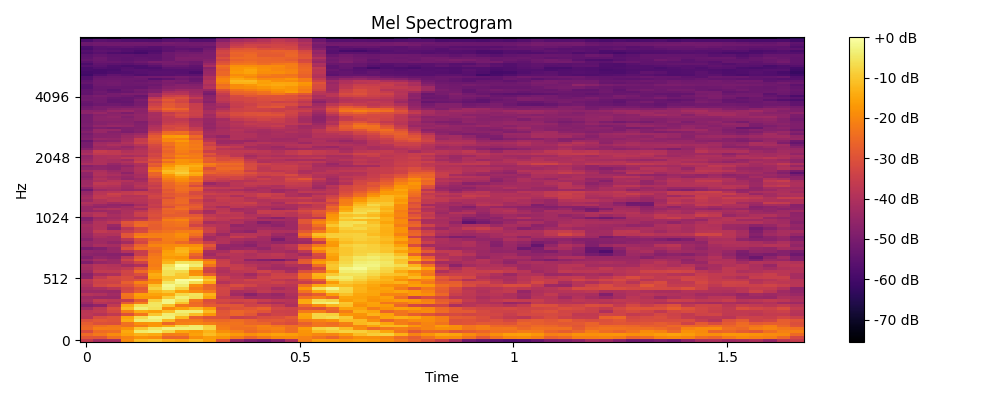 Mel Spectrogram
+0 dB
4096
-10 dB
-20 dB
2048
-30 dB
Hz
1024
-40 dB
-50 dB
512
-60 dB
-70 dB
0
0 0.5 1 1.5
Time